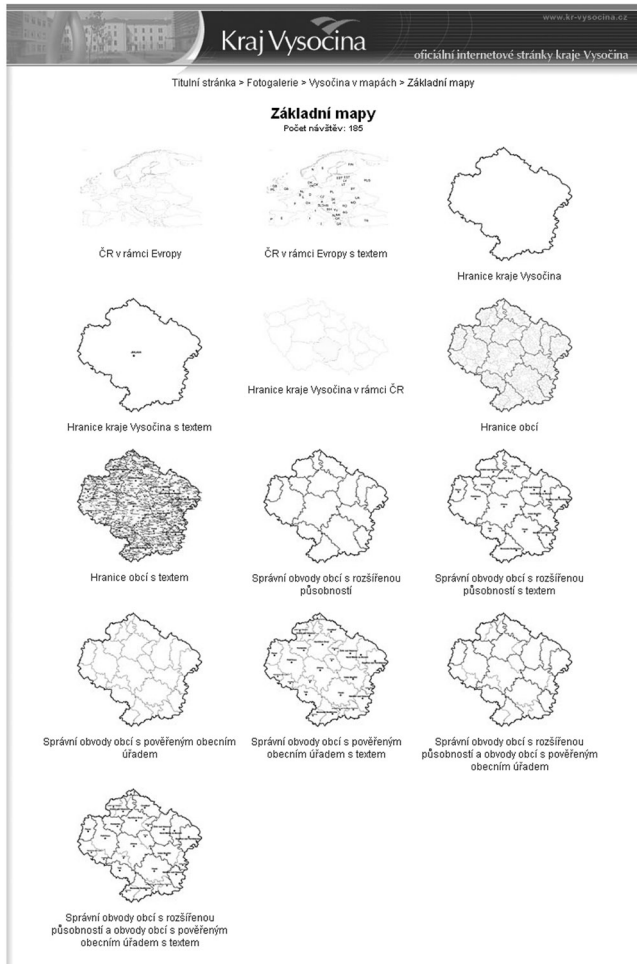 www.kr-vysocina.cz
Kraj Vysočina
oficiální internetové stránky kraje Vysočina
Titulní stránka > Fotogalerie > Vysočina v mapách > Základní mapy
Základní mapy
Počet návštěv: 185
ČR v rámci Evropy
ČR v rámci Evropy s textem
Hranice kraje Vysočina
Hranice kraje Vysočina s textem
Hranice kraje Vysočina v rámci ČR
Hranice obcí
Hranice obcí s textem
Správní obvody obcí s rozšířenou
působností
Správní obvody obcí s rozšířenou
působností s textem
Správní obvody obcí s pověřeným obecním
úřadem
Správní obvody obcí s pověřeným
obecním úřadem s textem
Správní obvody obcí s rozšířenou
působností a obvody obcí s pověřeným
obecním úřadem
Správní obvody obcí s rozšířenou
působností a obvody obcí s pověřeným
obecním úřadem s textem